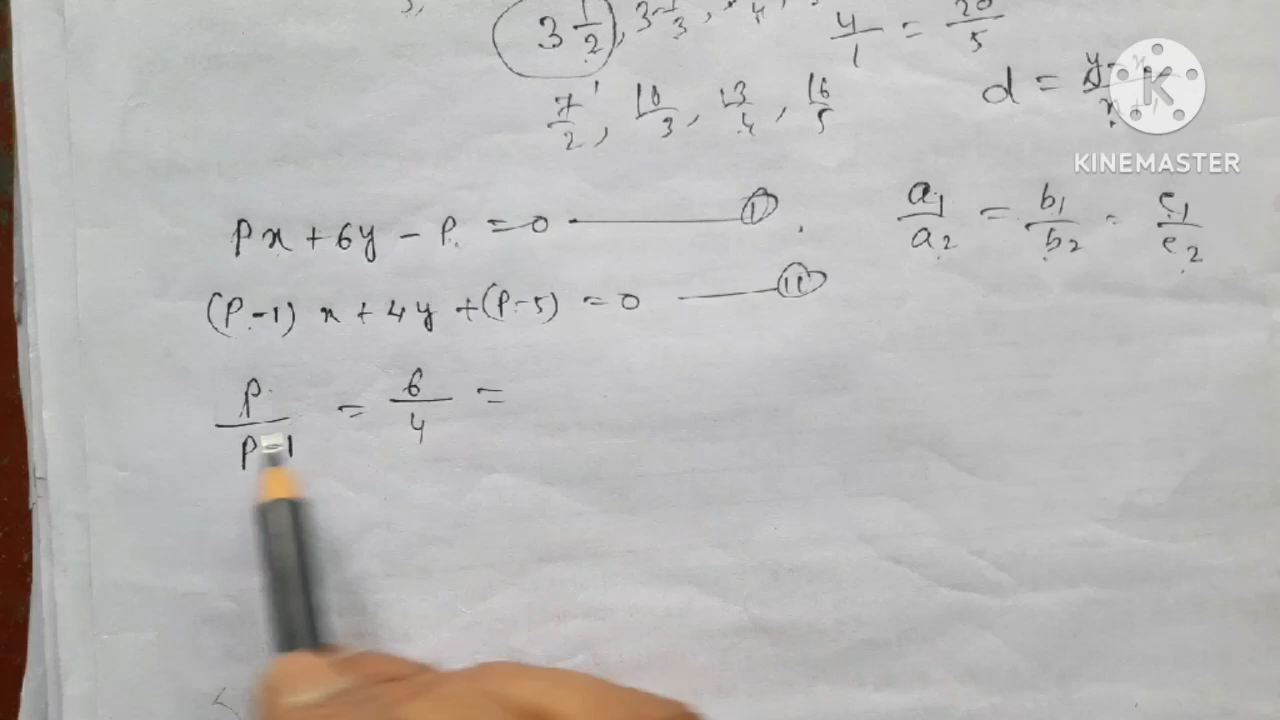 3 1/2, 3 1/3,
4/1 = 20/5
7/2, 10/3, 13/4, 16/5
d =
KINEMASTER
Px + 6y - P = 0 — (I)
a1/a2 = b1/b2 = c1/c2
(P-1) x + 4y + (P-5) = 0 — (II)
P/P-1 = 6/4 =